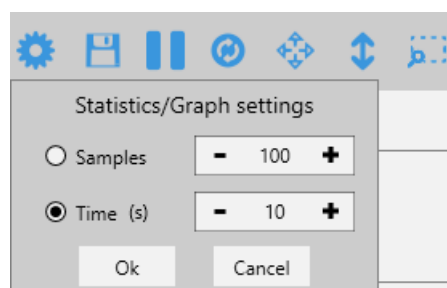 Statistics/Graph settings
Samples - 100 +
Time (s) - 10 +
Ok Cancel